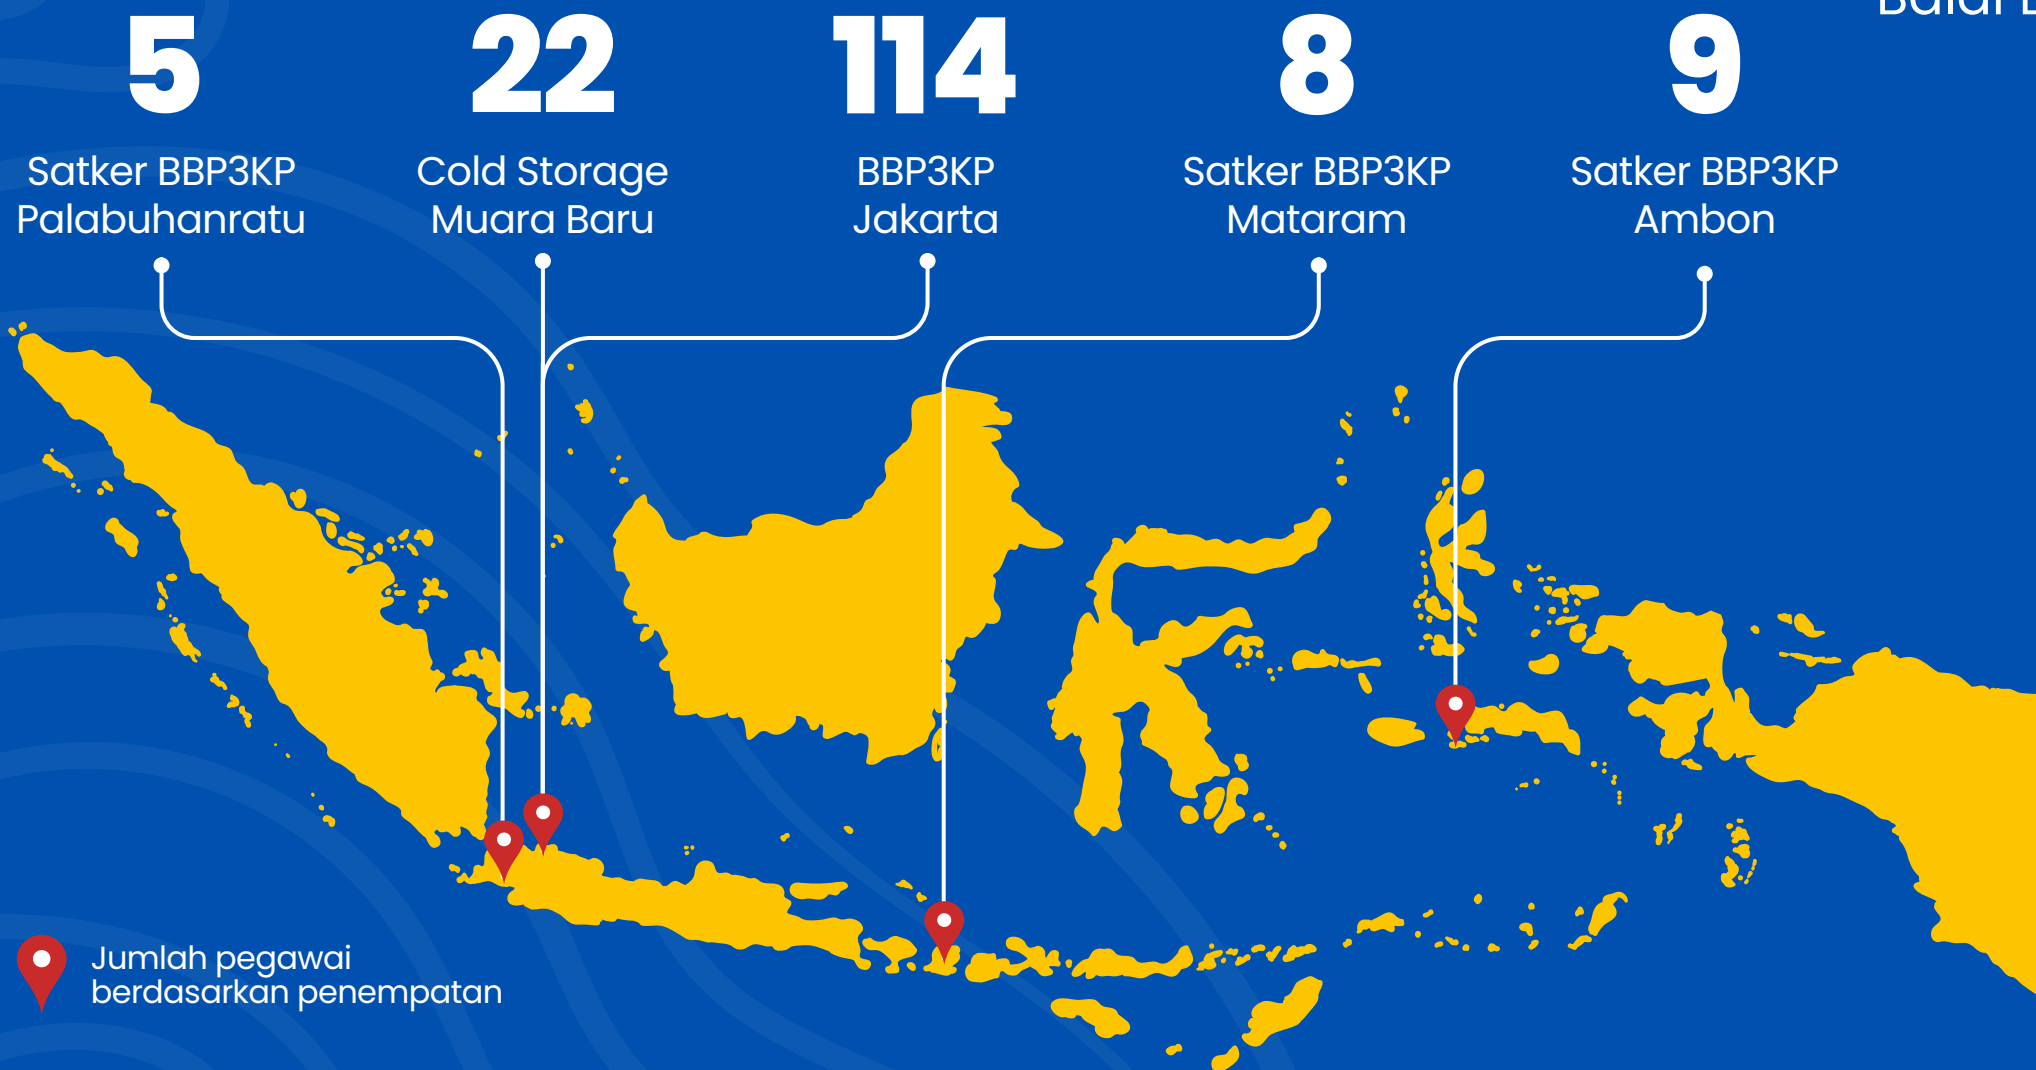 5
Satker BBP3KP
Palabuhanratu
22
Cold Storage
Muara Baru
114
BBP3KP
Jakarta
8
Satker BBP3KP
Mataram
9
Satker BBP3KP
Ambon
Jumlah pegawai
berdasarkan penempatan